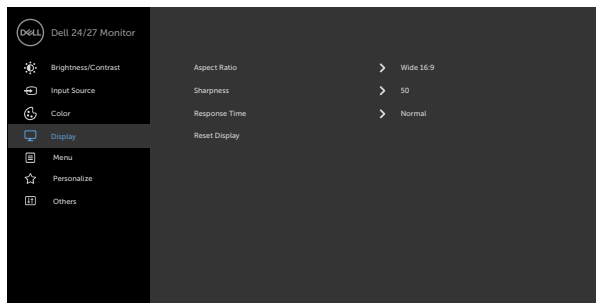 DELL Dell 24/27 Monitor
Brightness/Contrast Aspect Ratio Wide 16:9
Input Source Sharpness 50
Color Response Time Normal
Display Reset Display
Menu
Personalize
Others